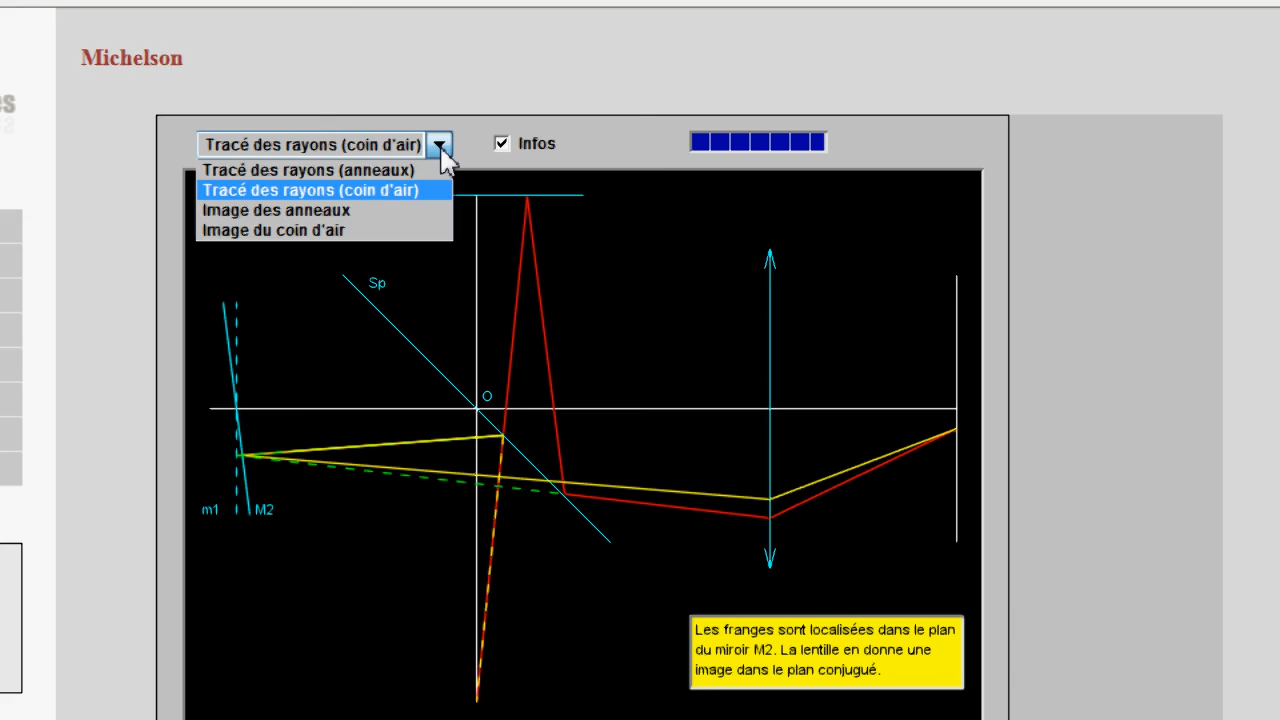 Michelson
es
Tracé des rayons (coin d'air)
Infos
Tracé des rayons (anneaux)
Tracé des rayons (coin d'air)
Image des anneaux
Image du coin d'air
Sp
O
m1
M2
Les franges sont localisées dans le plan
du miroir M2. La lentille en donne une
image dans le plan conjugué.